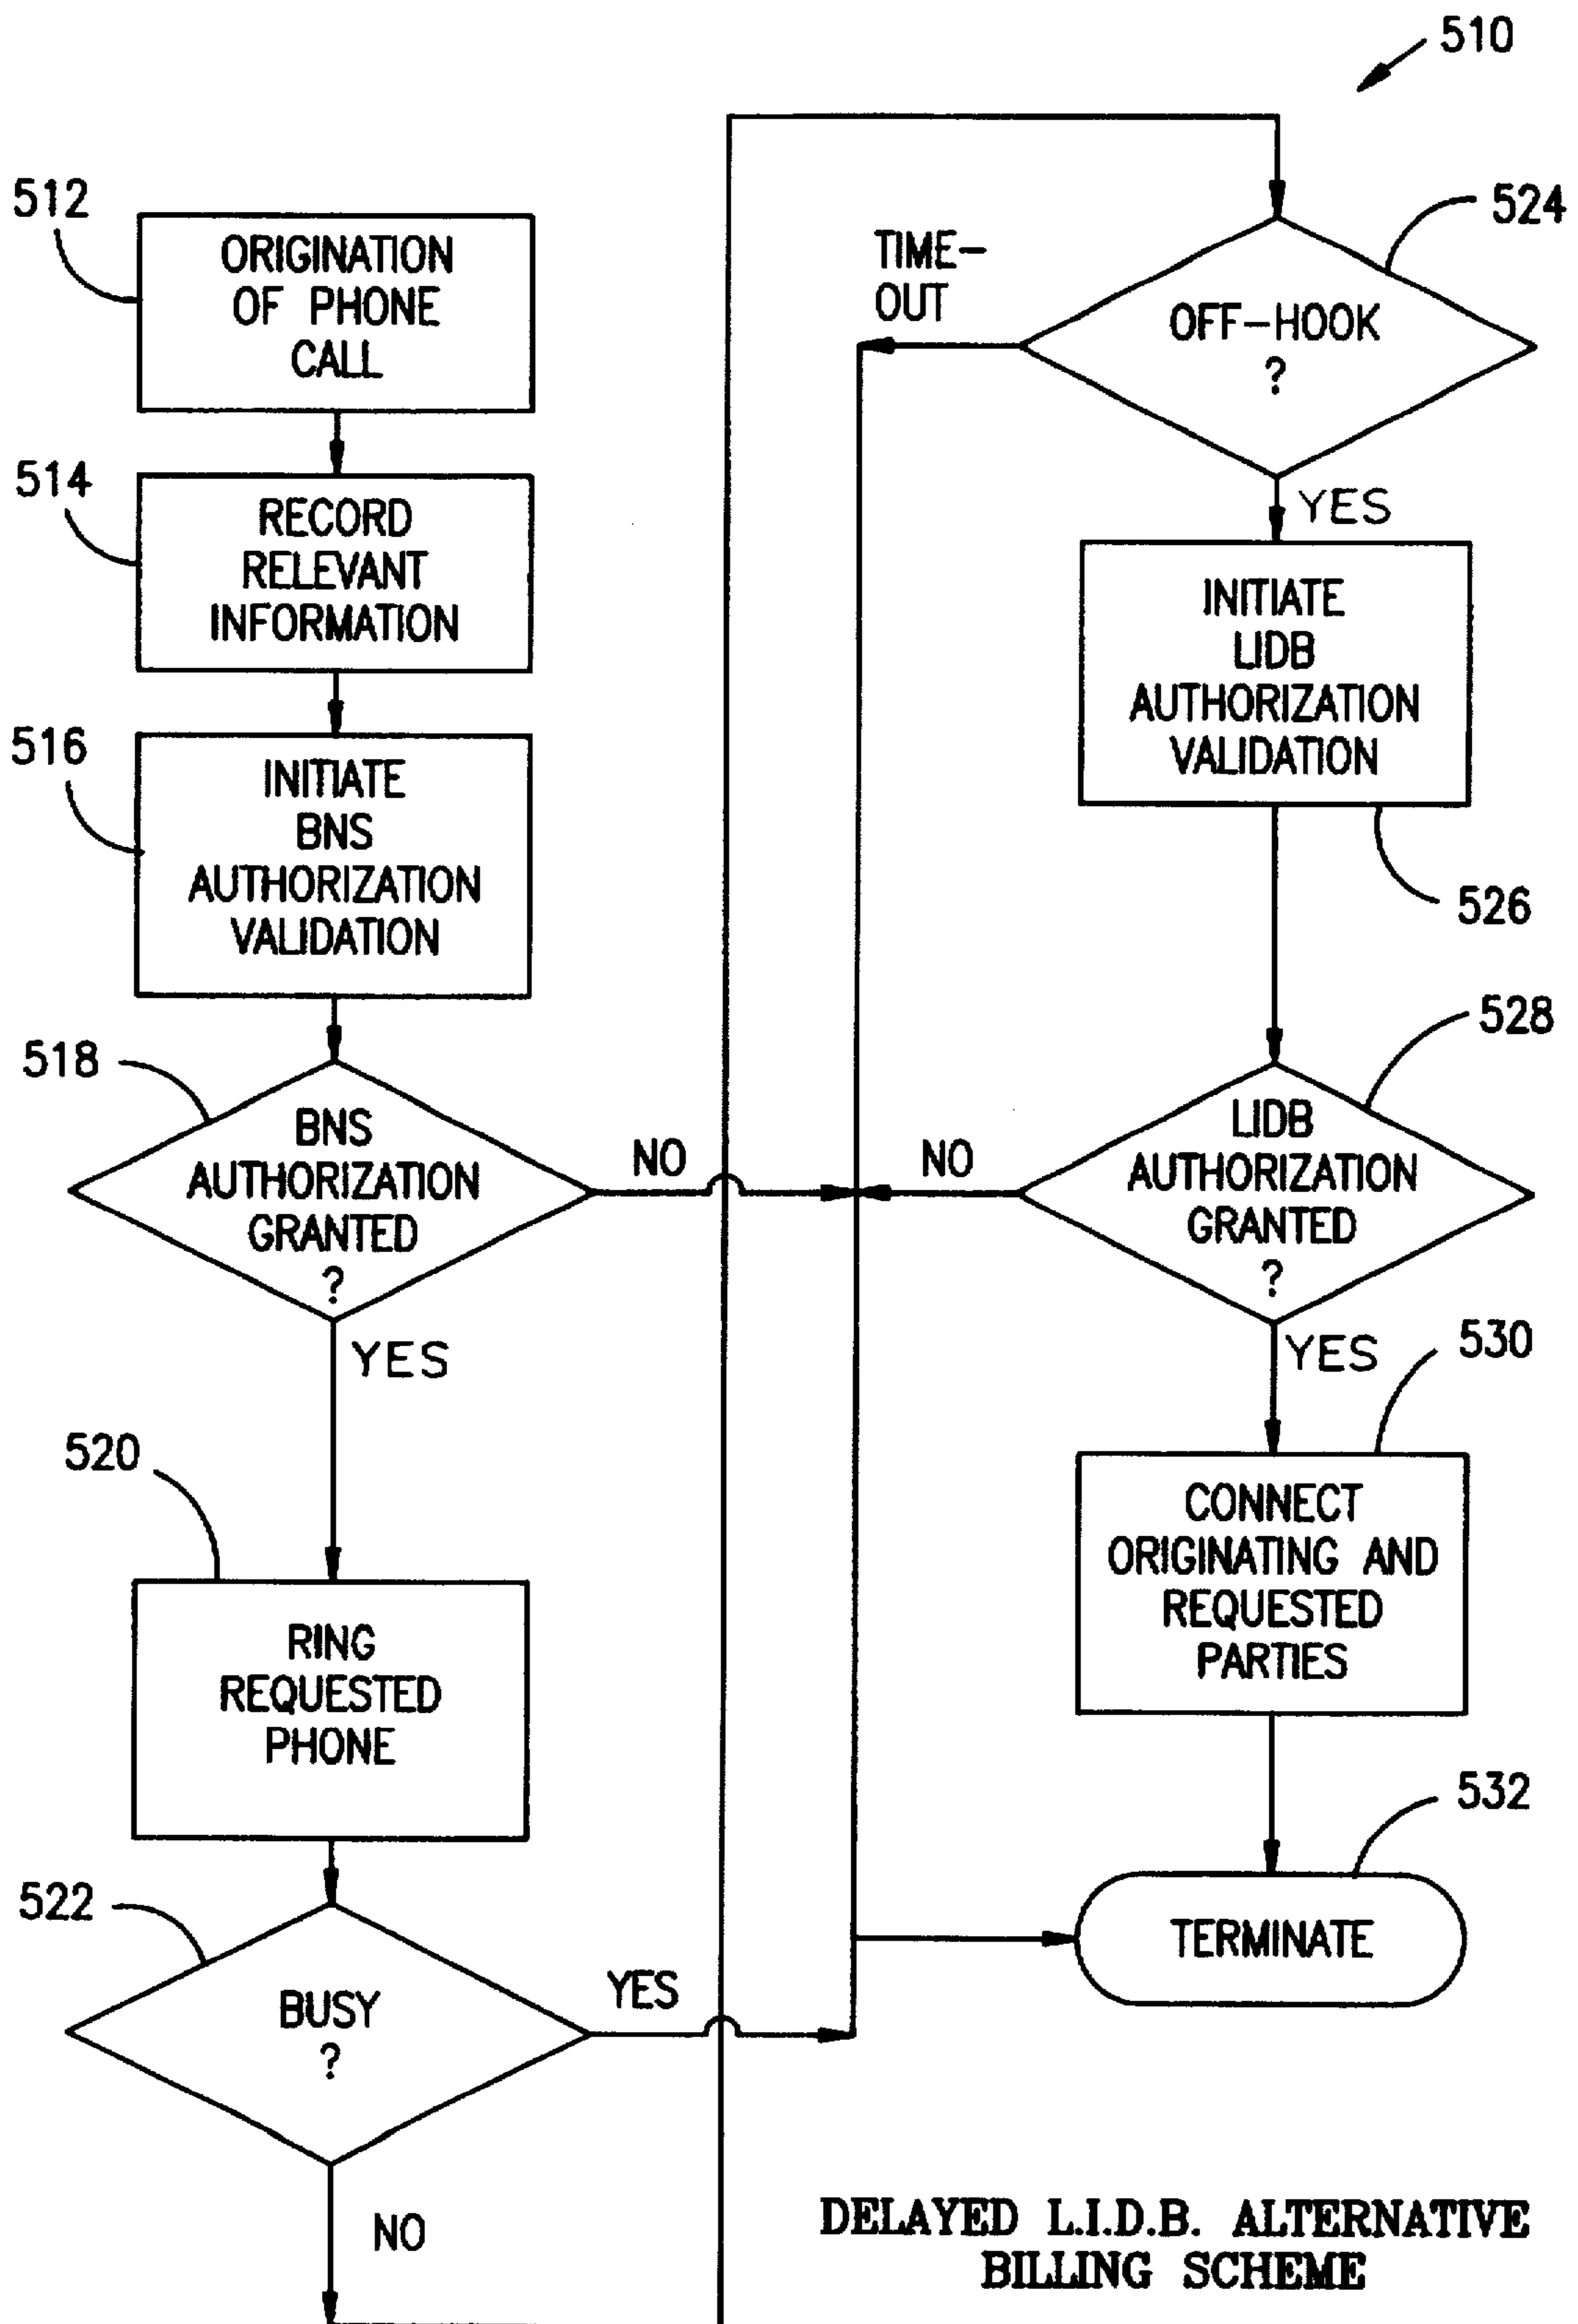 510
512
ORIGINATION
OF PHONE
CALL
514
RECORD
RELEVANT
INFORMATION
516
INITIATE
BNS
AUTHORIZATION
VALIDATION
518
BNS
AUTHORIZATION
GRANTED
?
NO
YES
520
RING
REQUESTED
PHONE
522
BUSY
?
YES
NO
524
OFF-HOOK
?
TIME-
OUT
YES
INITIATE
LIDB
AUTHORIZATION
VALIDATION
526
528
LIDB
AUTHORIZATION
GRANTED
?
NO
YES
530
CONNECT
ORIGINATING AND
REQUESTED
PARTIES
532
TERMINATE
DELAYED L.I.D.B. ALTERNATIVE
BILLING SCHEME